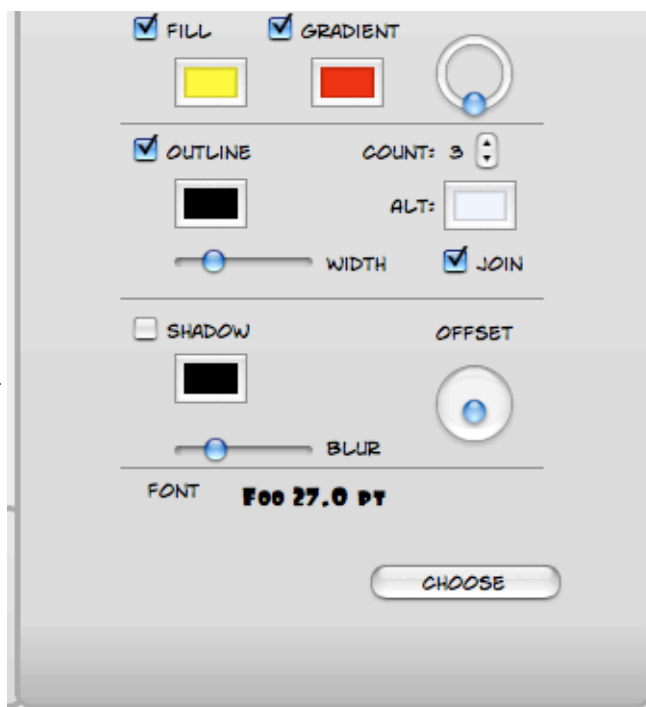 FILL GRADIENT
OUTLINE COUNT: 3
ALT:
WIDTH JOIN
SHADOW OFFSET
BLUR
FONT Foo 27.0 PT
CHOOSE